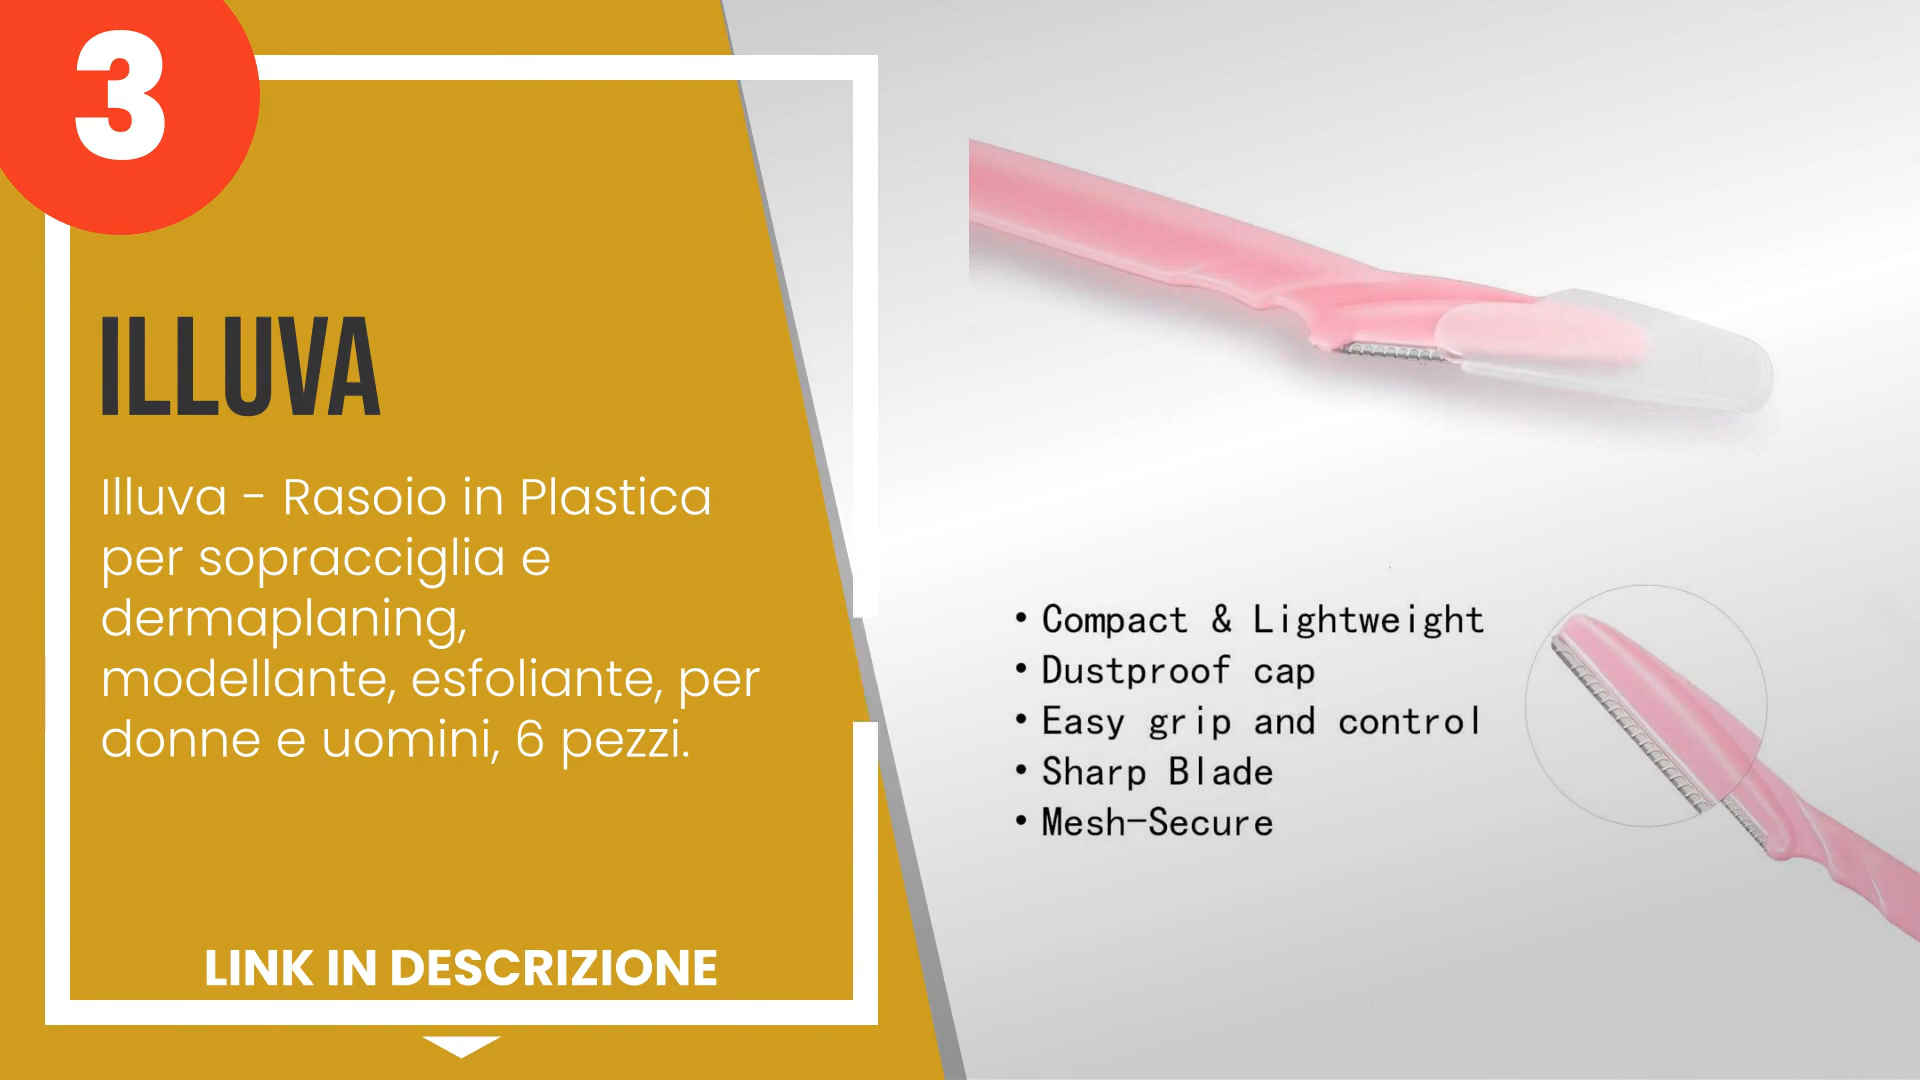 3
ILLUVA
Illuva - Rasoio in Plastica
per sopracciglia e
dermaplaning,
modellante, esfoliante, per
donne e uomini, 6 pezzi.
LINK IN DESCRIZIONE
• Compact & Lightweight
• Dustproof cap
• Easy grip and control
• Sharp Blade
• Mesh-Secure